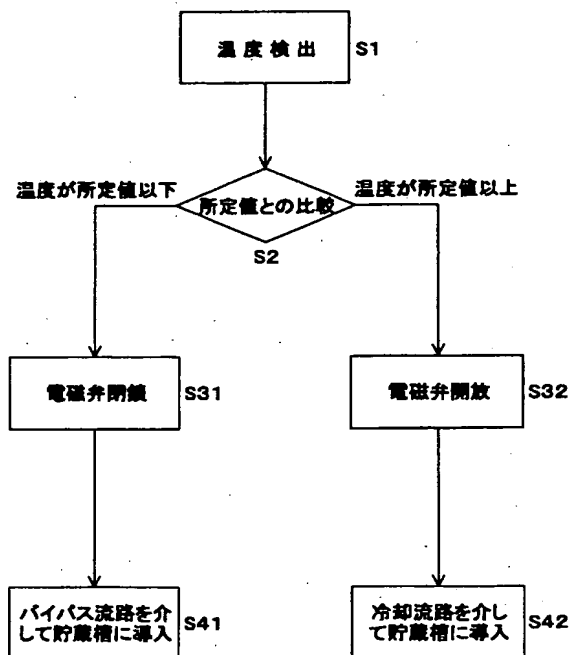 温度検出
S1
温度が所定値以下
温度が所定値以上
所定値との比較
S2
電磁弁閉鎖
S31
電磁弁開放
S32
バイパス流路を介
して貯蔵槽に導入
S41
冷却流路を介し
て貯蔵槽に導入
S42